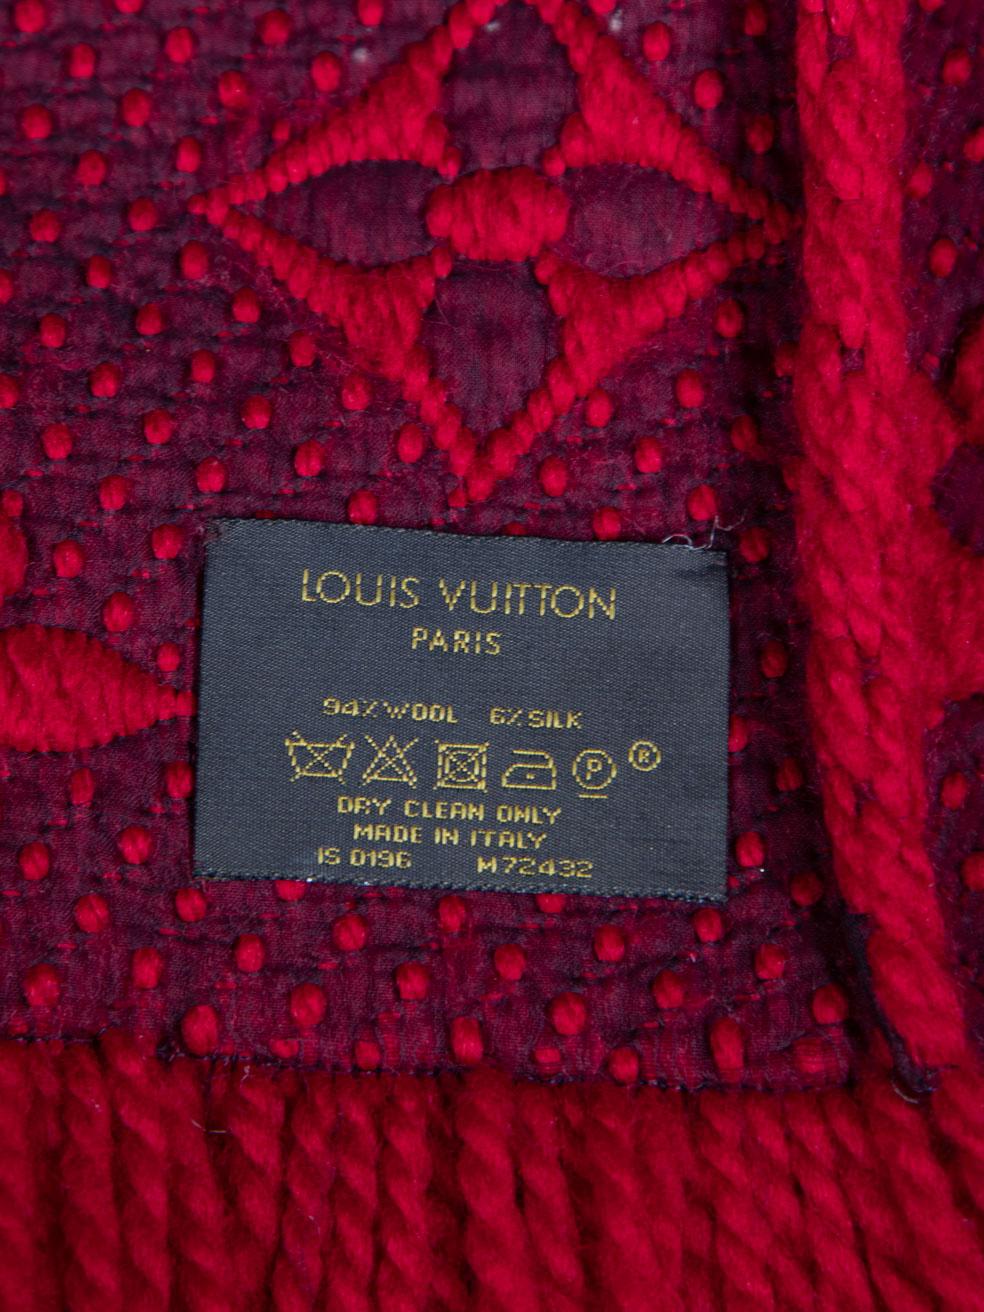 LOUIS VUITTON
PARIS
94% WOOL 6% SILK
P ®
DRY CLEAN ONLY
MADE IN ITALY
IS 0196 M72432